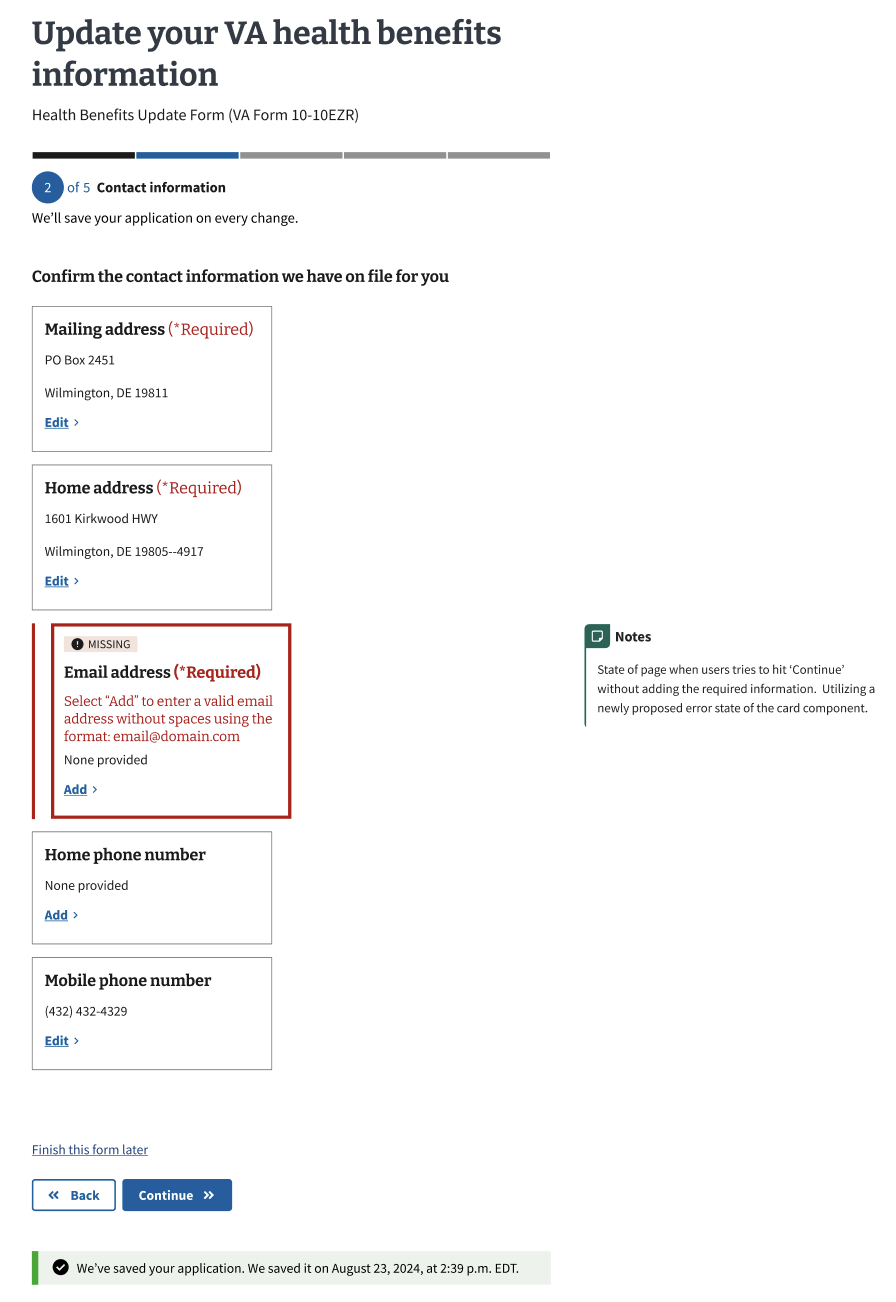 Update your VA health benefits
information
Health Benefits Update Form (VA Form 10-10EZR)
2 of 5 Contact information
We’ll save your application on every change.
Confirm the contact information we have on file for you
Mailing address (*Required)
PO Box 2451
Wilmington, DE 19811
Edit
Home address (*Required)
1601 Kirkwood HWY
Wilmington, DE 19805--4917
Edit
MISSING
Email address (*Required)
Select “Add” to enter a valid email
address without spaces using the
format: email@domain.com
None provided
Add
Notes
State of page when users tries to hit ‘Continue’
without adding the required information.  Utilizing a
newly proposed error state of the card component.
Home phone number
None provided
Add
Mobile phone number
(432) 432-4329
Edit
Finish this form later
Back
Continue
We’ve saved your application. We saved it on August 23, 2024, at 2:39 p.m. EDT.